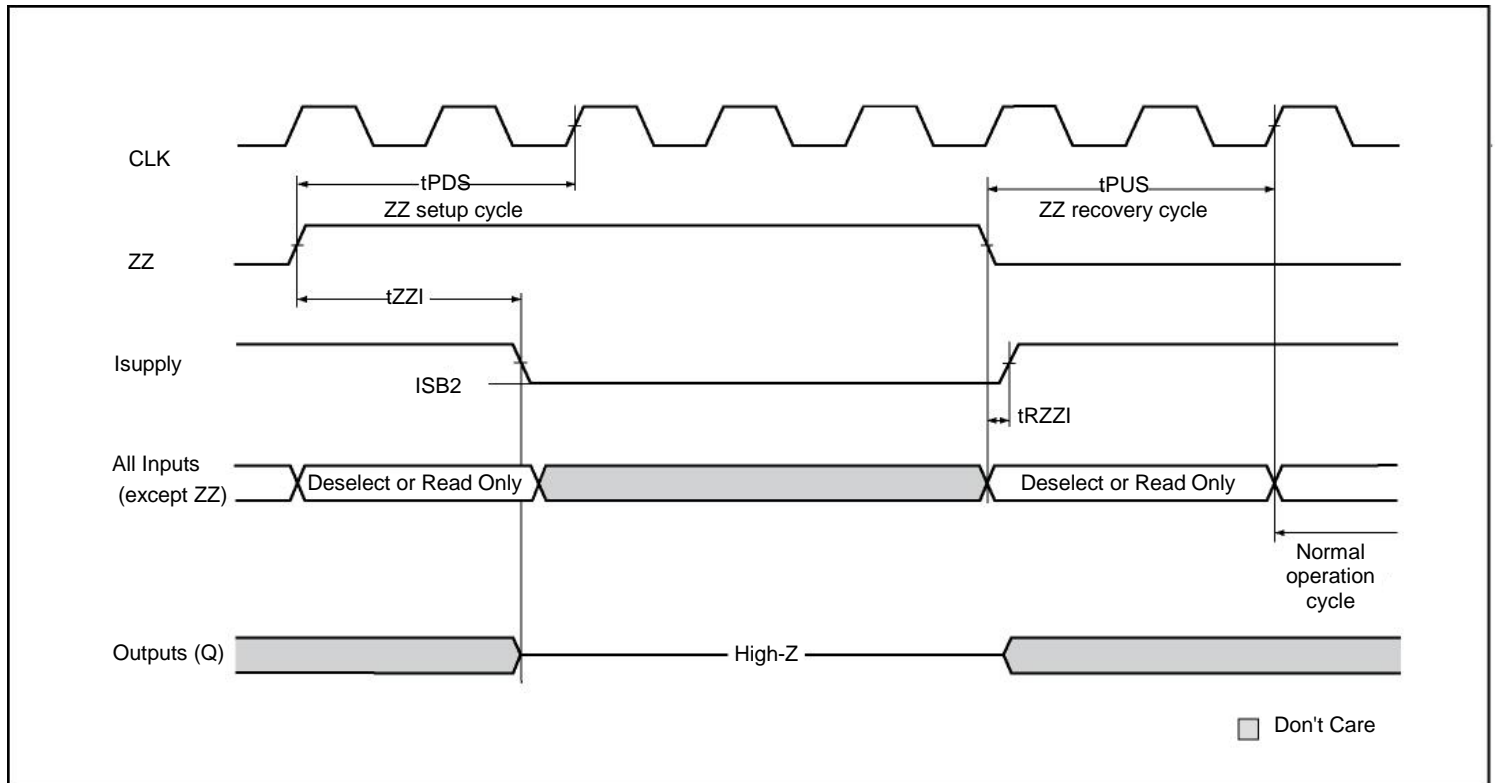 CLK
tPDS
ZZ setup cycle
tPUS
ZZ recovery cycle
ZZ
tZZI
Isupply
ISB2
tRZZI
All Inputs
(except ZZ)
Deselect or Read Only
Deselect or Read Only
Normal
operation
cycle
Outputs (Q)
High-Z
Don't Care